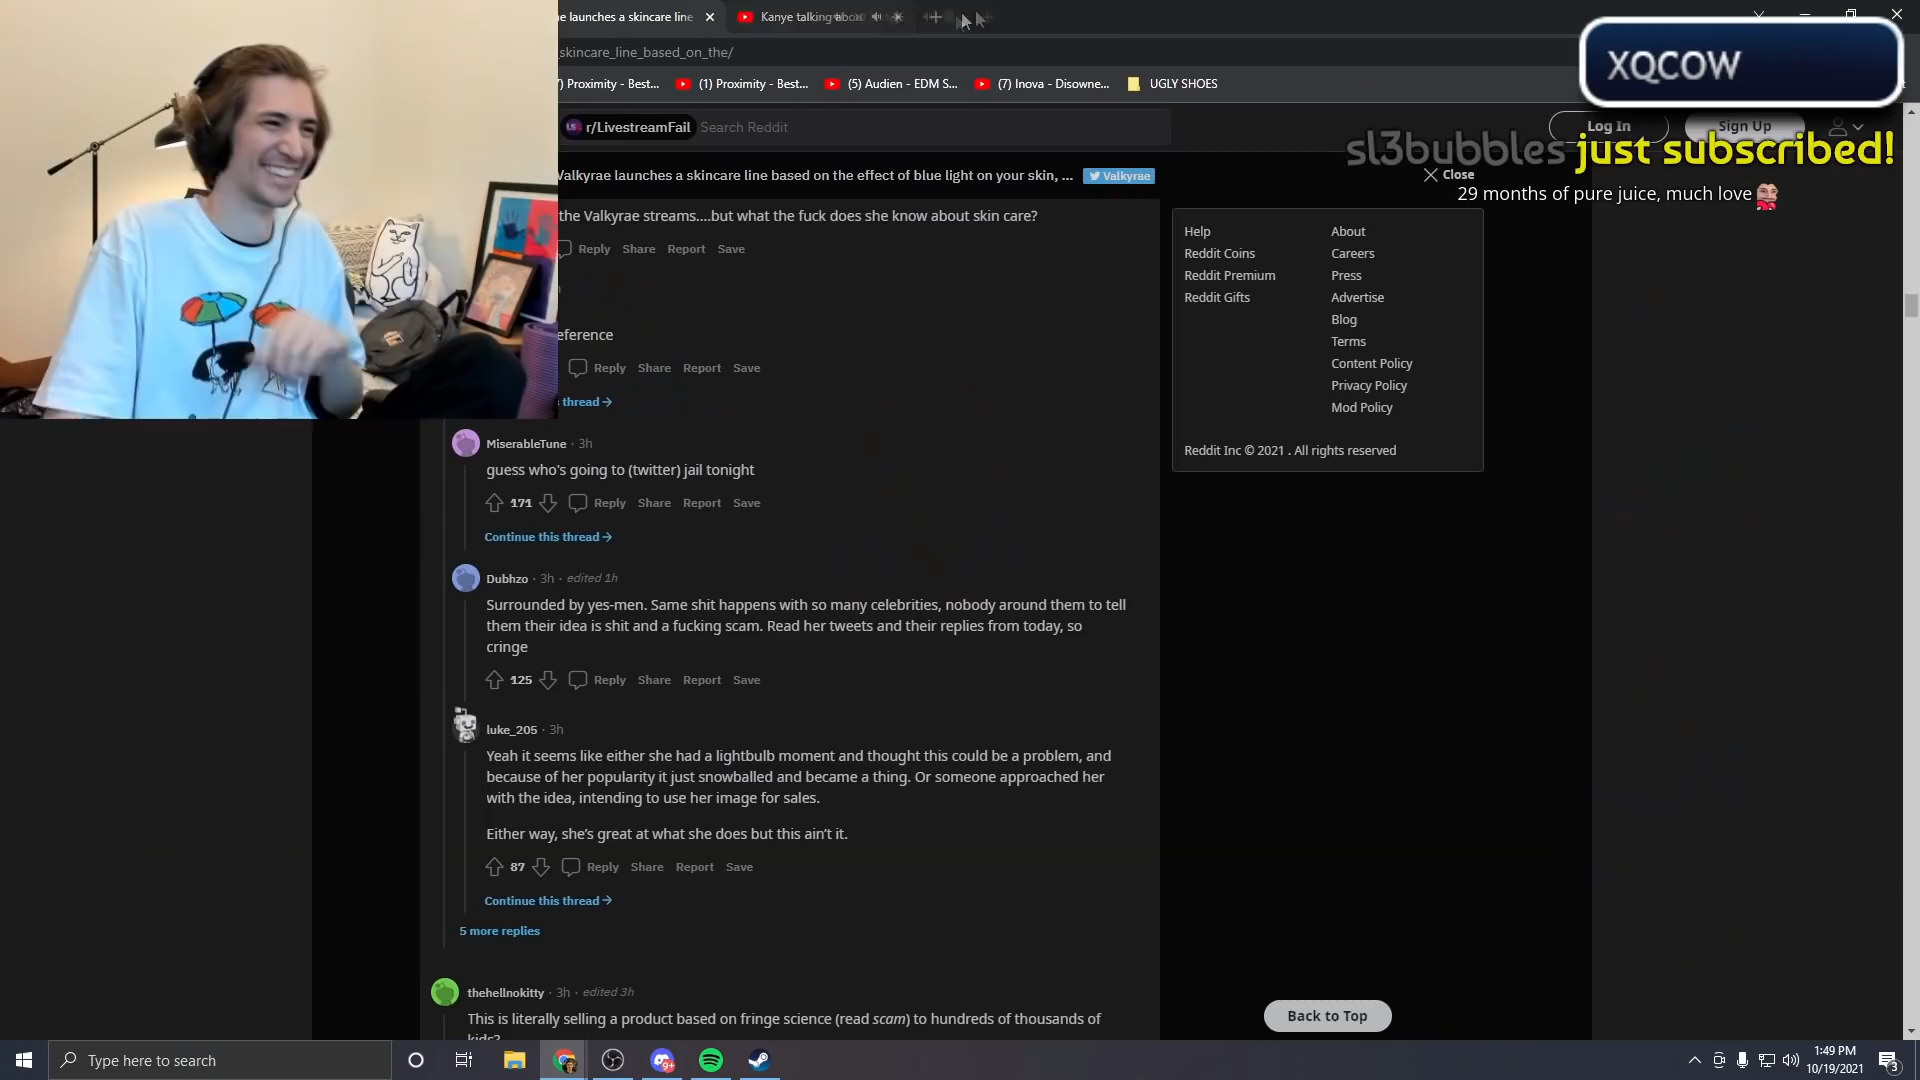 e launches a skincare line
Kanye talking abou
skincare_line_based_on_the/
) Proximity - Best...
(1) Proximity - Best...
(5) Audien - EDM S...
(7) Inova - Disowne...
UGLY SHOES
XQCOW
r/LivestreamFail
Search Reddit
Log In
Sign Up
sl3bubbles just subscribed!
29 months of pure juice, much love
Valkyrae launches a skincare line based on the effect of blue light on your skin, ...
Valkyrae
Close
the Valkyrae streams....but what the fuck does she know about skin care?
Reply Share Report Save
eference
Reply Share Report Save
thread →
MiserableTune · 3h
guess who's going to (twitter) jail tonight
171 Reply Share Report Save
Continue this thread →
Dubhzo · 3h · edited 1h
Surrounded by yes-men. Same shit happens with so many celebrities, nobody around them to tell
them their idea is shit and a fucking scam. Read her tweets and their replies from today, so
cringe
125 Reply Share Report Save
luke_205 · 3h
Yeah it seems like either she had a lightbulb moment and thought this could be a problem, and
because of her popularity it just snowballed and became a thing. Or someone approached her
with the idea, intending to use her image for sales.
Either way, she's great at what she does but this ain't it.
87 Reply Share Report Save
Continue this thread →
5 more replies
thehellnokitty · 3h · edited 3h
This is literally selling a product based on fringe science (read scam) to hundreds of thousands of
kids?
Help
About
Reddit Coins
Careers
Reddit Premium
Press
Reddit Gifts
Advertise
Blog
Terms
Content Policy
Privacy Policy
Mod Policy
Reddit Inc © 2021 . All rights reserved
Back to Top
Type here to search
9+
1:49 PM
10/19/2021
3